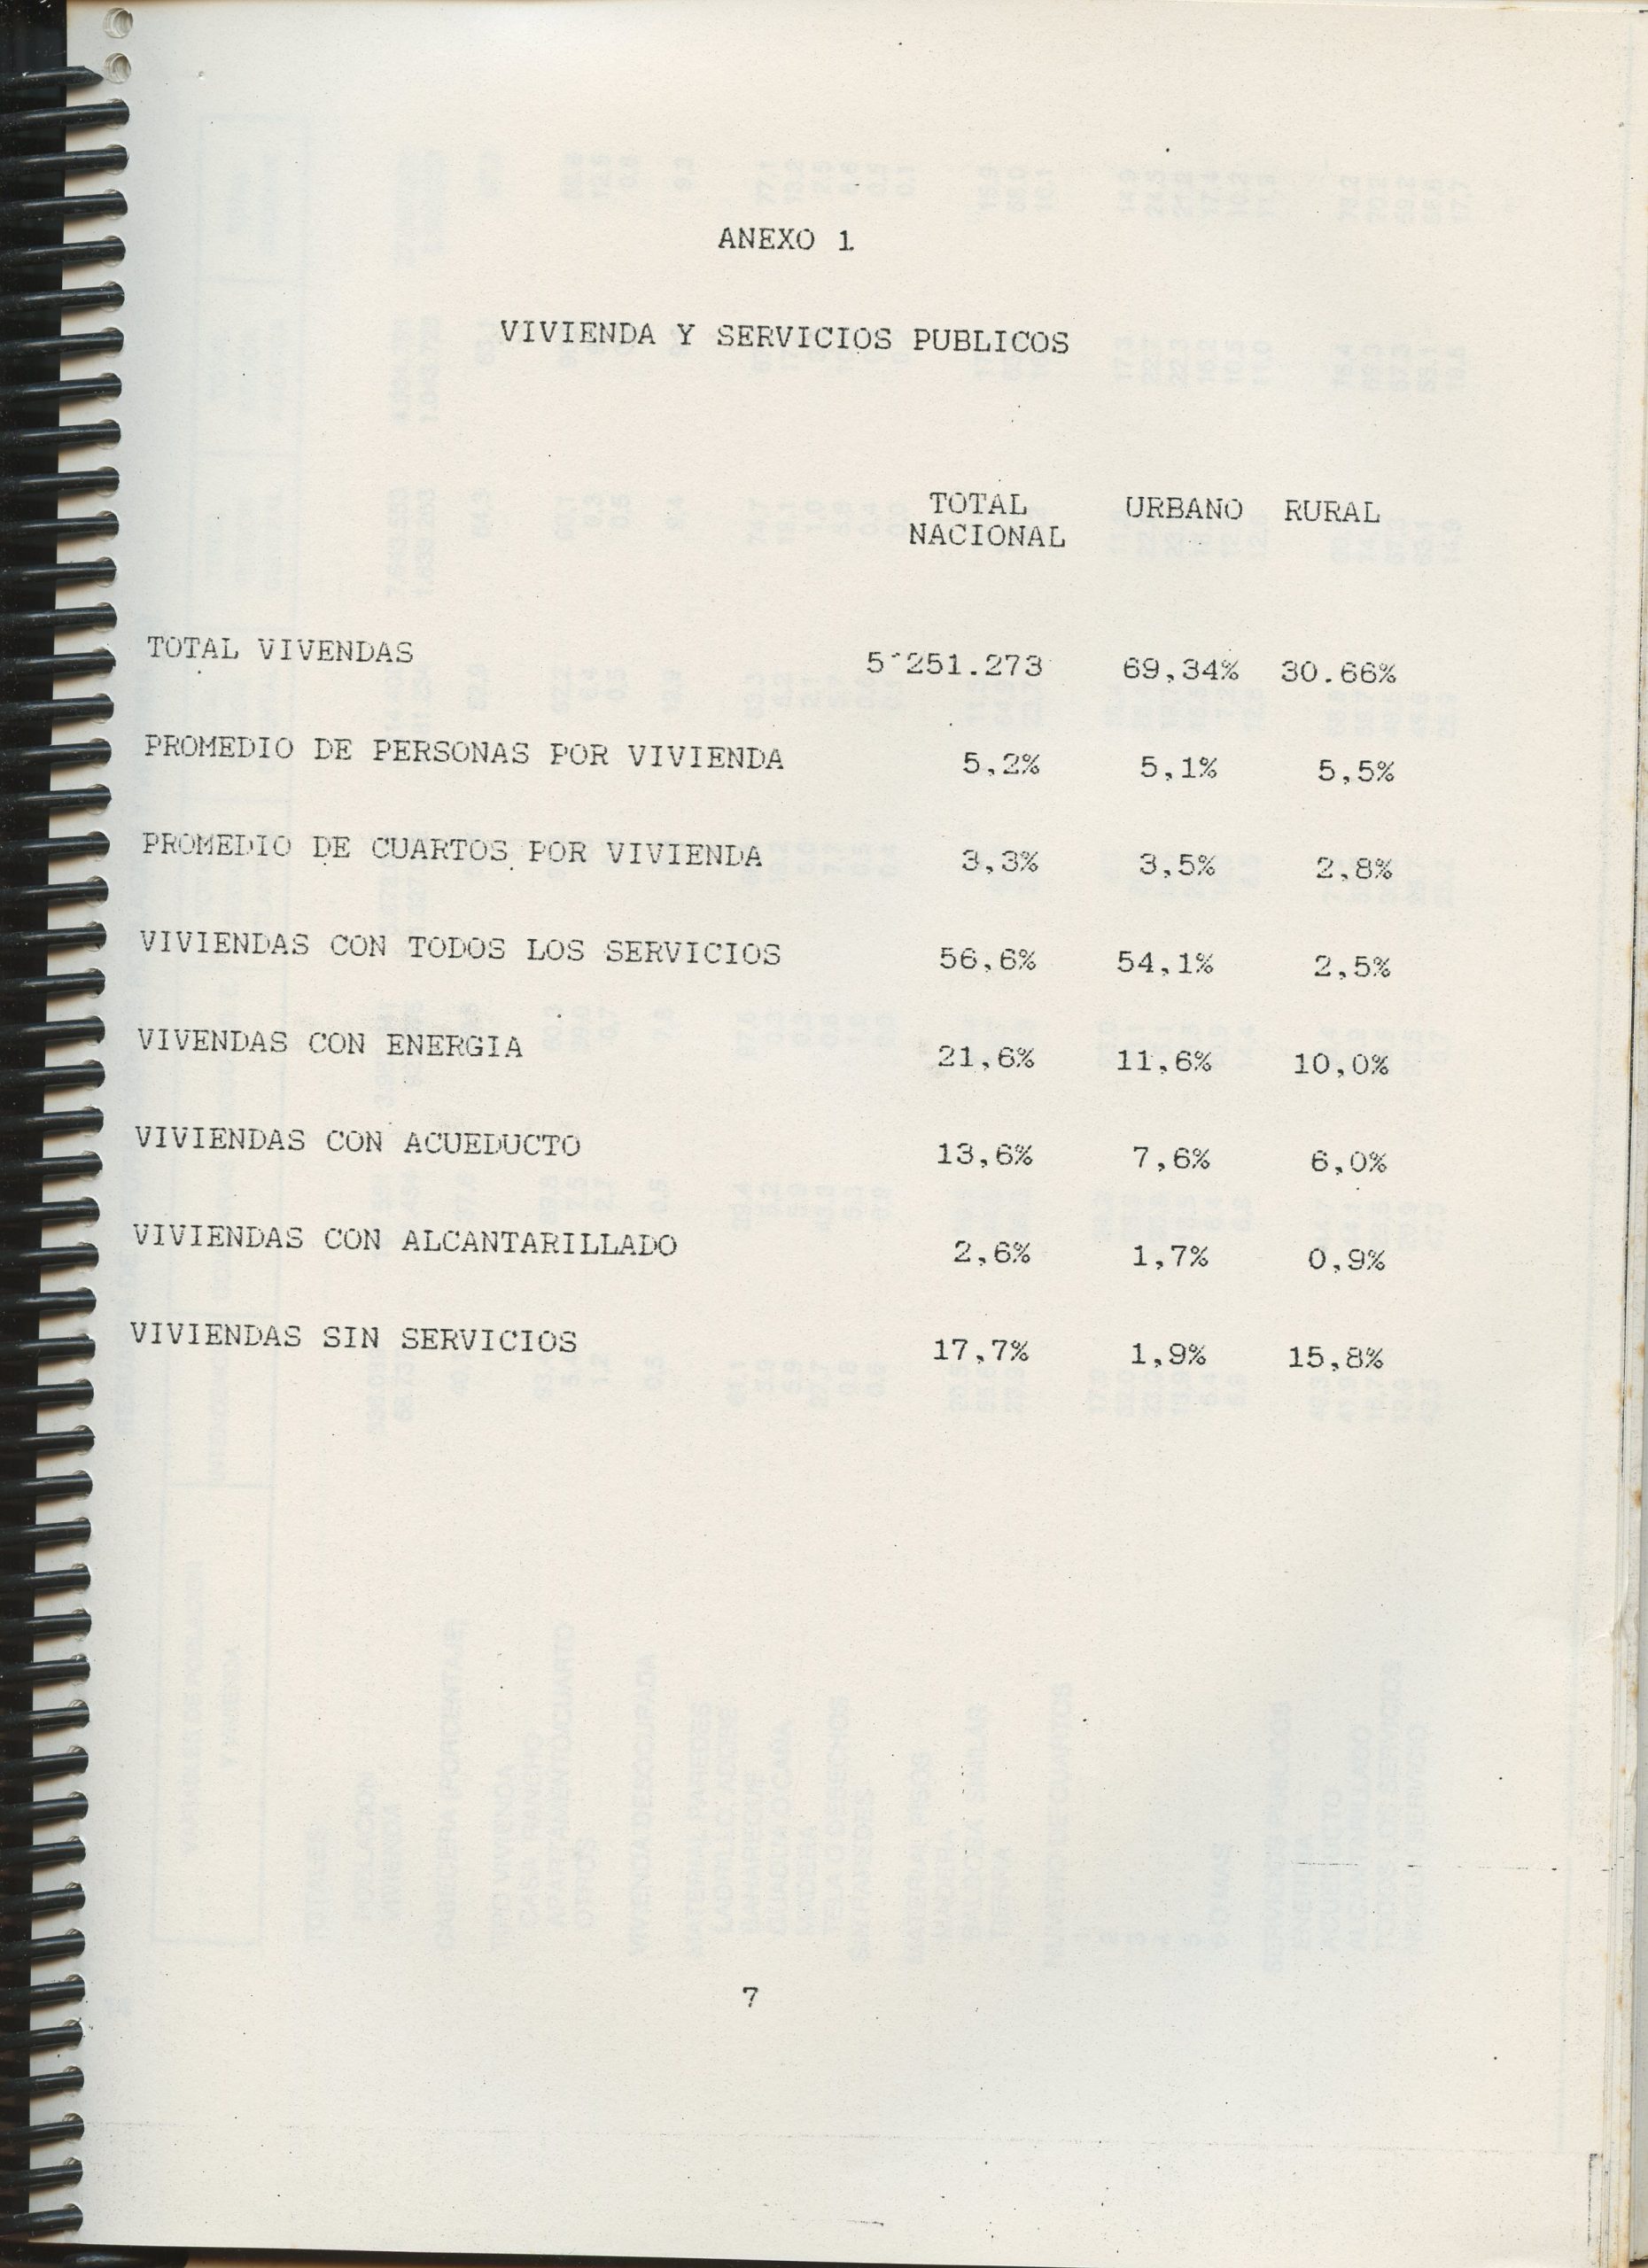 ANEXO 1
VIVIENDA Y SERVICIOS PUBLICOS
TOTAL URBANO RURAL
NACIONAL
TOTAL VIVENDAS 5´251.273 69,34% 30.66%
PROMEDIO DE PERSONAS POR VIVIENDA 5,2% 5,1% 5,5%
PROMEDIO DE CUARTOS POR VIVIENDA 3,3% 3,5% 2,8%
VIVIENDAS CON TODOS LOS SERVICIOS 56,6% 54,1% 2,5%
VIVENDAS CON ENERGIA 21,6% 11,6% 10,0%
VIVIENDAS CON ACUEDUCTO 13,6% 7,6% 6,0%
VIVIENDAS CON ALCANTARILLADO 2,6% 1,7% 0,9%
VIVIENDAS SIN SERVICIOS 17,7% 1,9% 15,8%
7